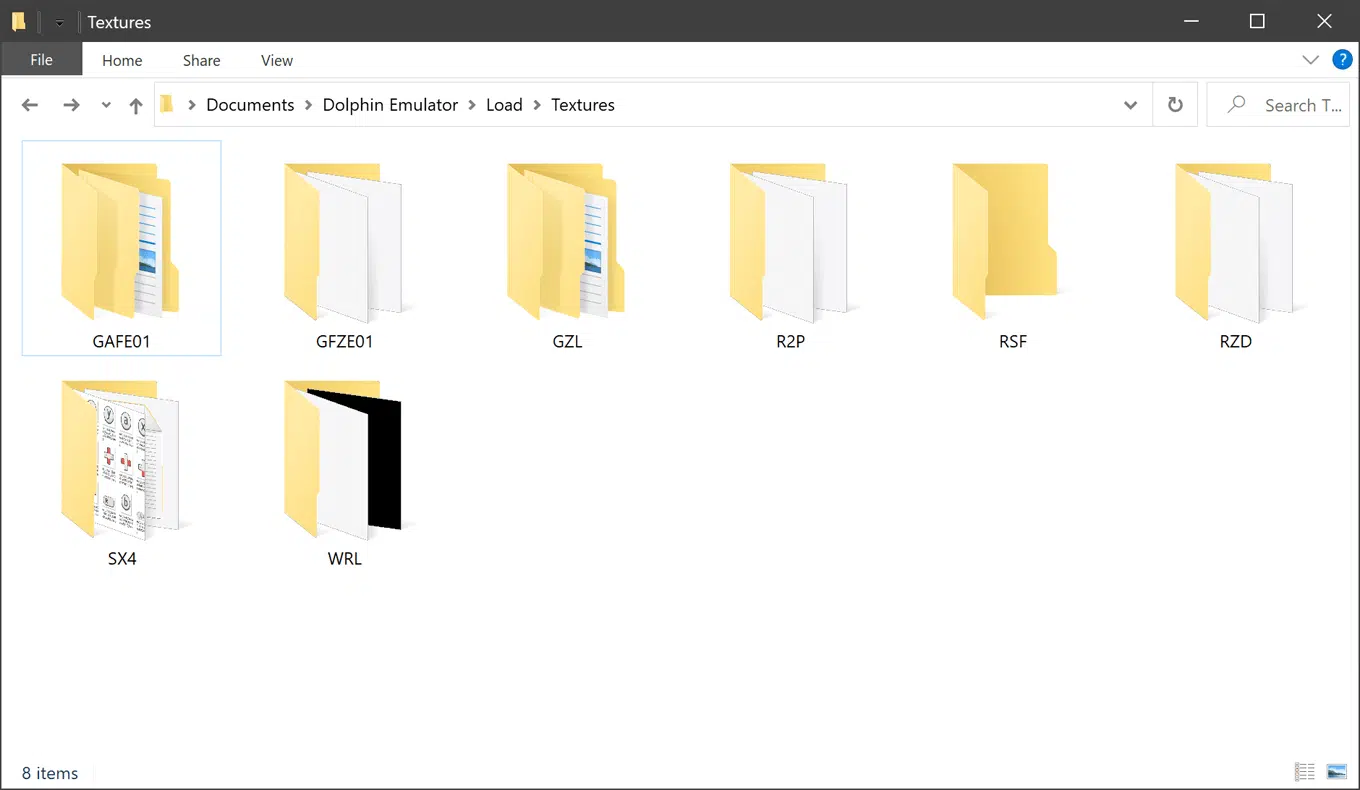 Textures
File Home Share View ?
Documents Dolphin Emulator Load Textures Search T...
GAFE01 GFZE01 GZL R2P RSF RZD
SX4 WRL
8 items